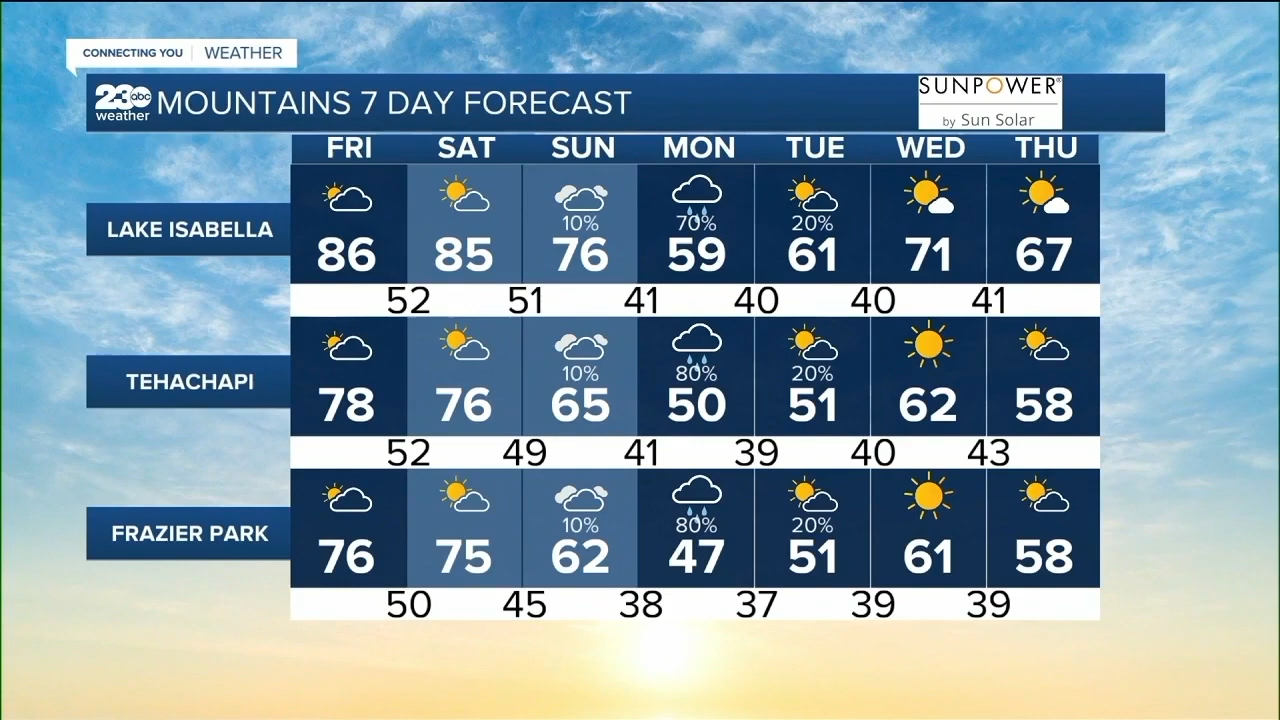 CONNECTING YOU | WEATHER
23 abc
weather
MOUNTAINS 7 DAY FORECAST
SUNPOWER®
by Sun Solar
FRI SAT SUN MON TUE WED THU
LAKE ISABELLA
10% 70% 20%
86 85 76 59 61 71 67
52 51 41 40 40 41
TEHACHAPI
10% 80% 20%
78 76 65 50 51 62 58
52 49 41 39 40 43
FRAZIER PARK
10% 80% 20%
76 75 62 47 51 61 58
50 45 38 37 39 39